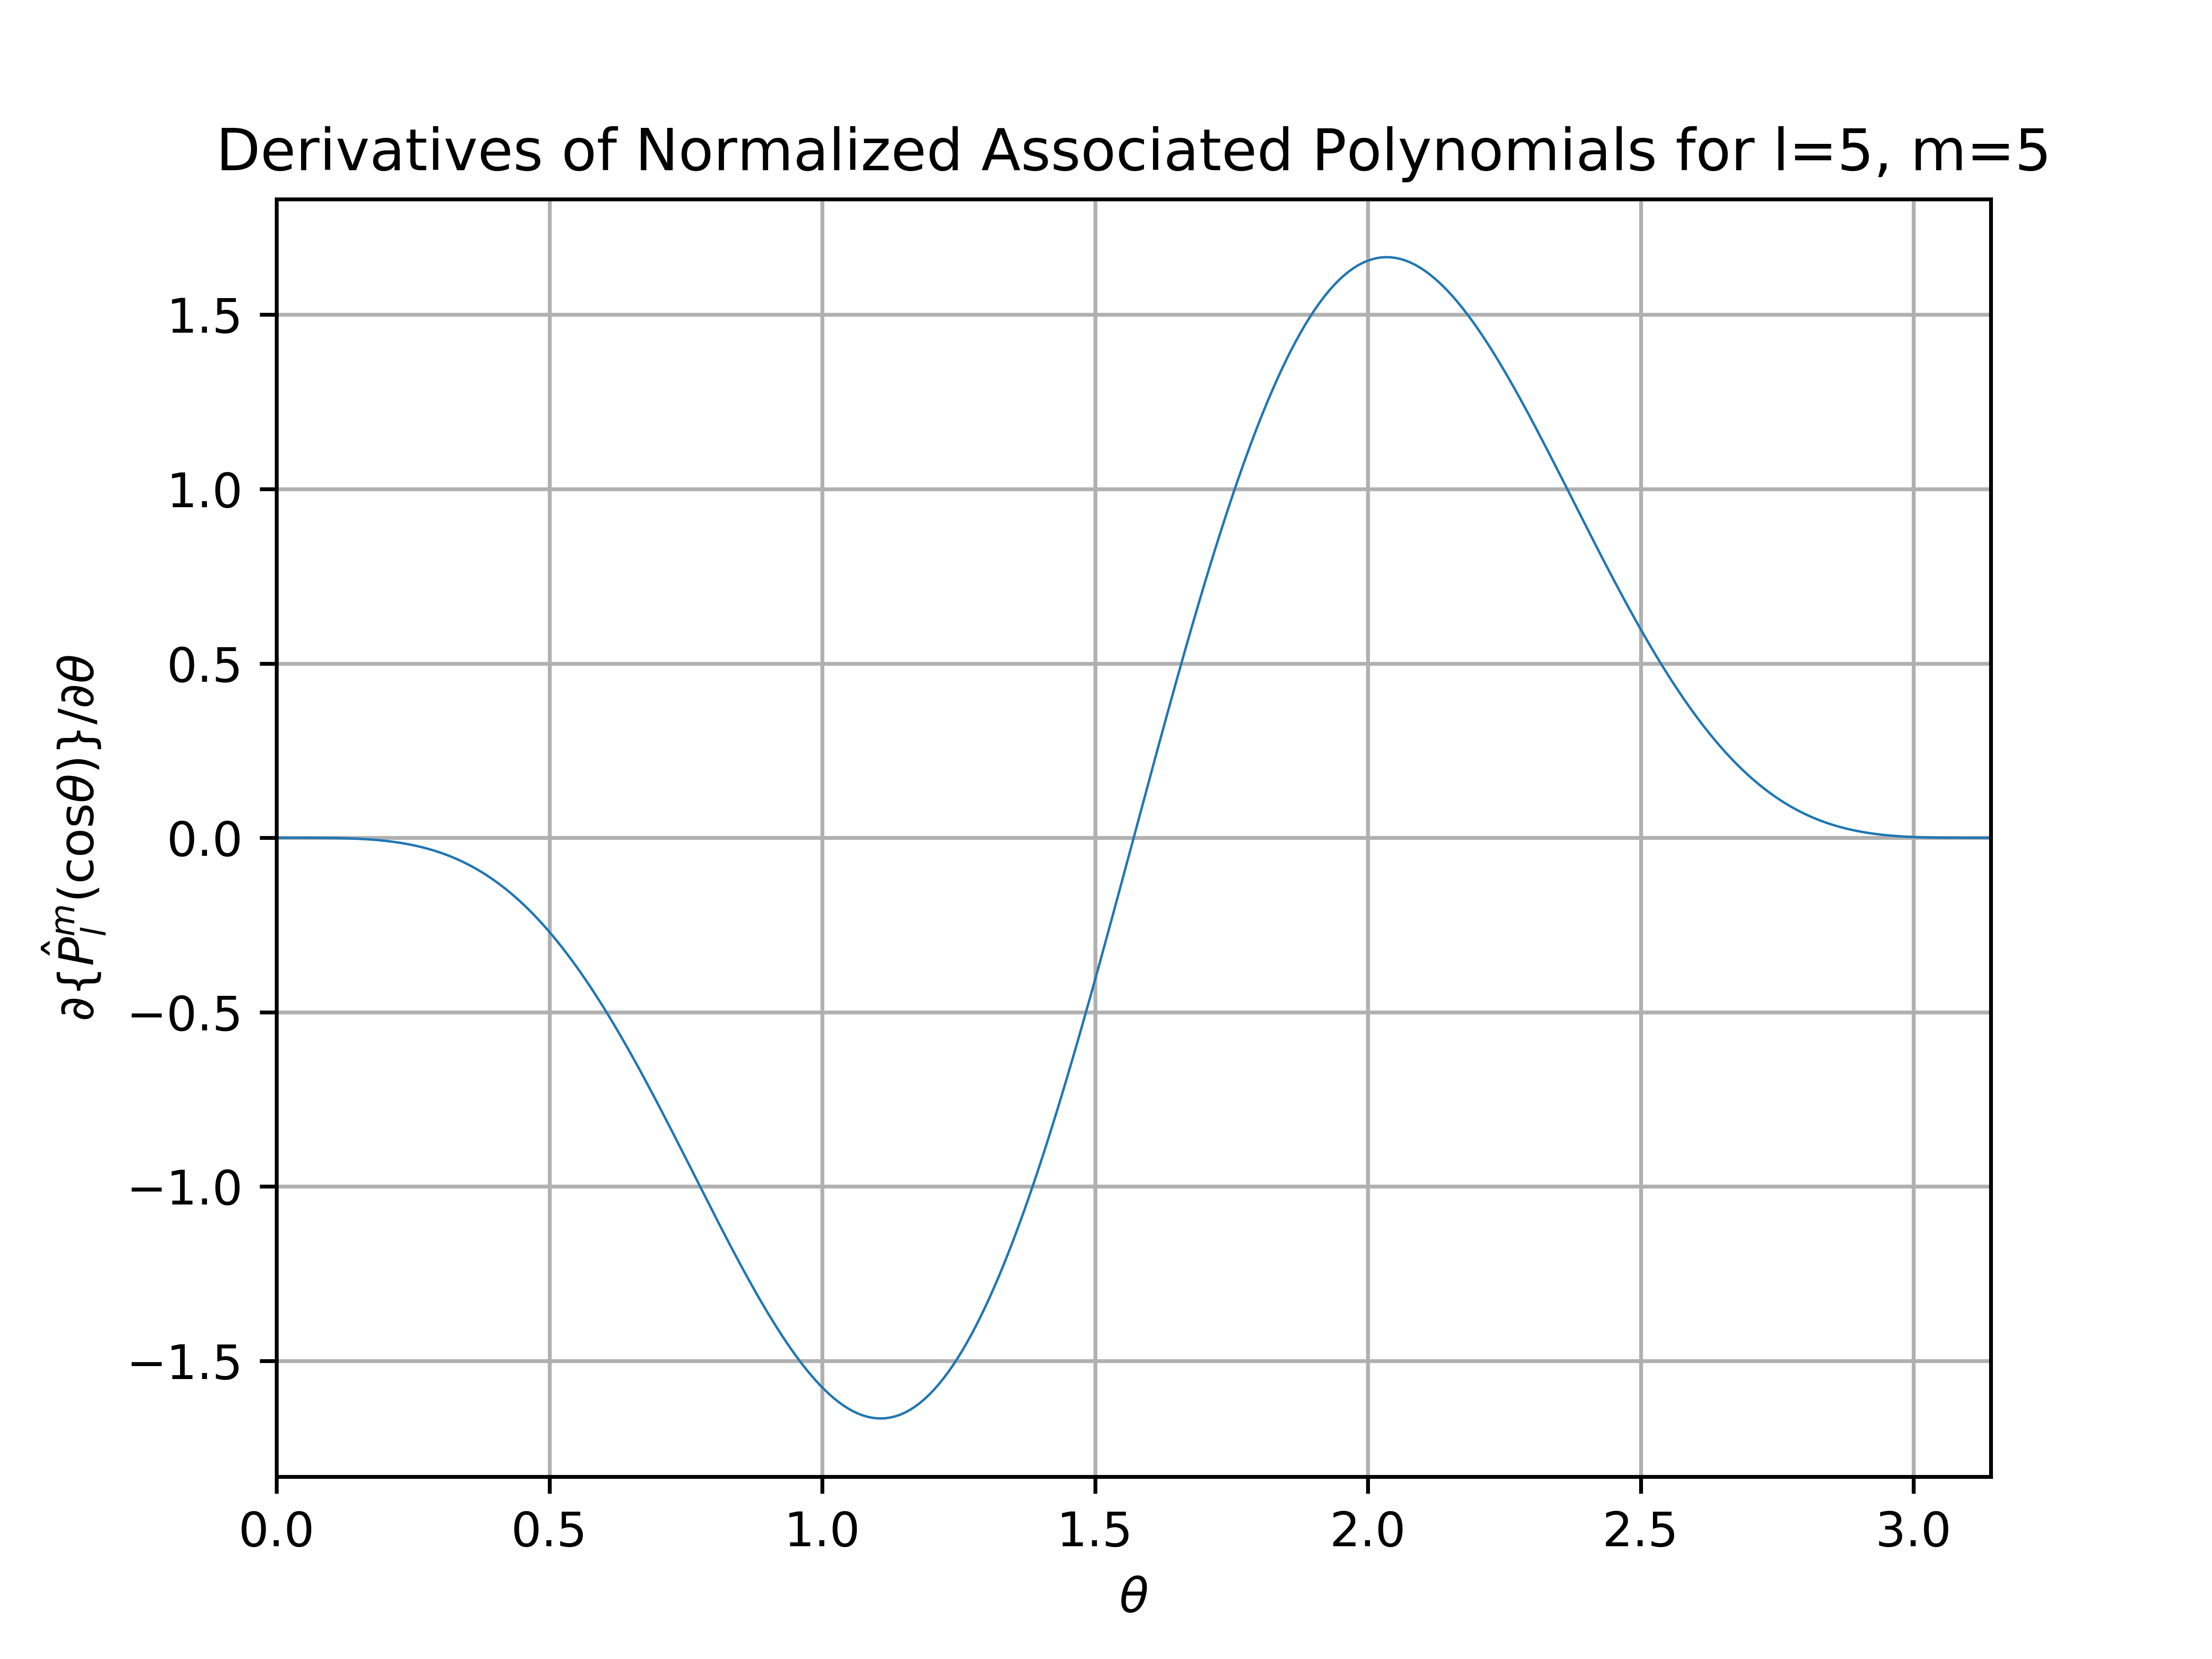 Derivatives of Normalized Associated Polynomials for l=5, m=5
∂{P̂ₗᵐ(cosθ)}/∂θ
1.5
1.0
0.5
0.0
−0.5
−1.0
−1.5
0.0 0.5 1.0 1.5 2.0 2.5 3.0
θ